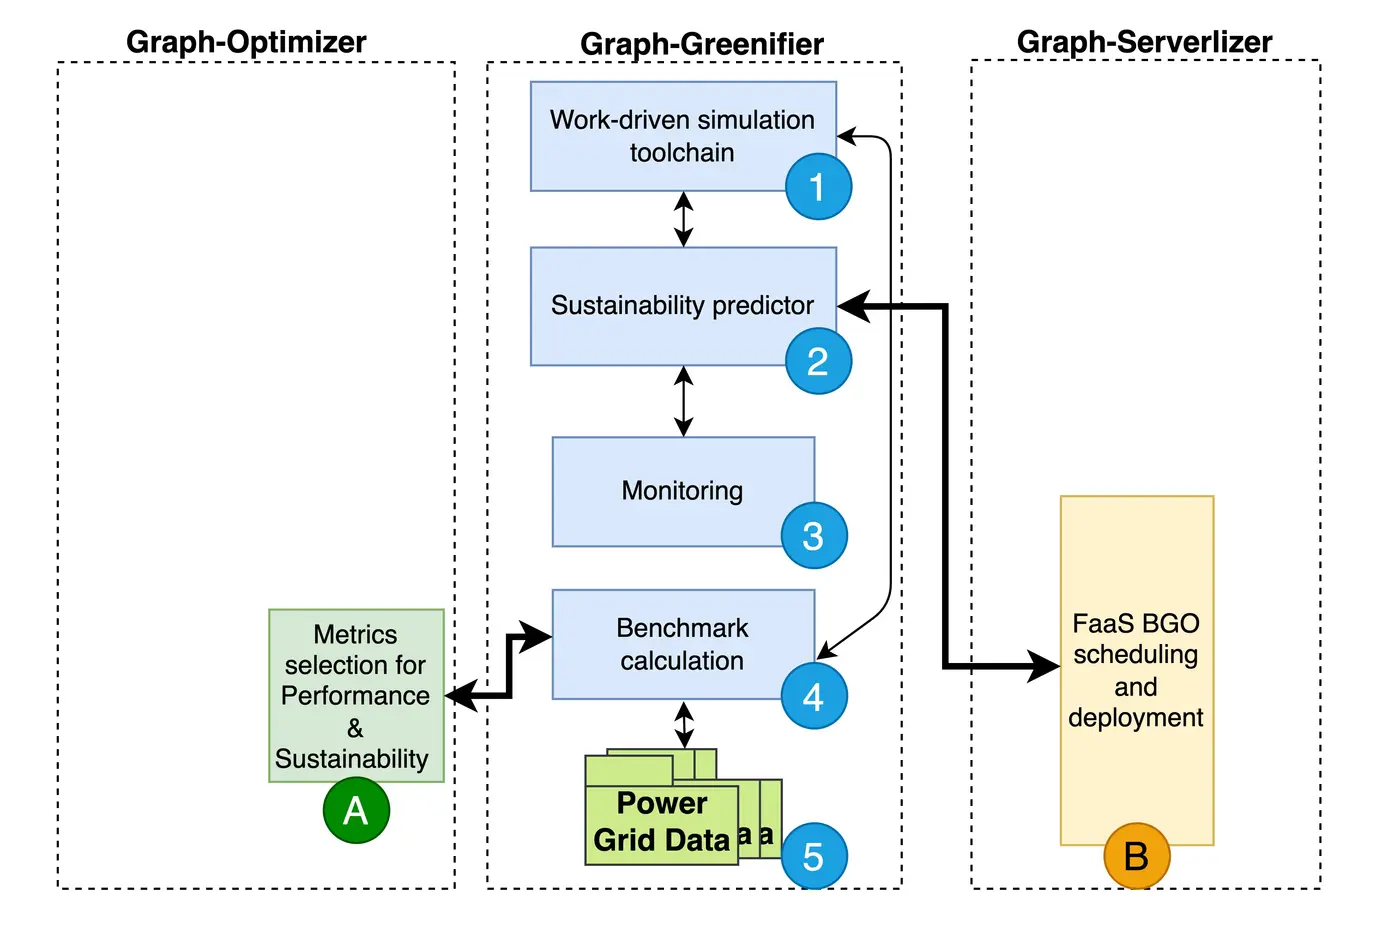 Graph-Optimizer
Graph-Greenifier
Graph-Serverlizer
Work-driven simulation
toolchain
1
Sustainability predictor
2
Monitoring
3
Metrics
selection for
Performance
&
Sustainability
A
Benchmark
calculation
4
Power
Grid Data
a
a
5
FaaS BGO
scheduling
and
deployment
B